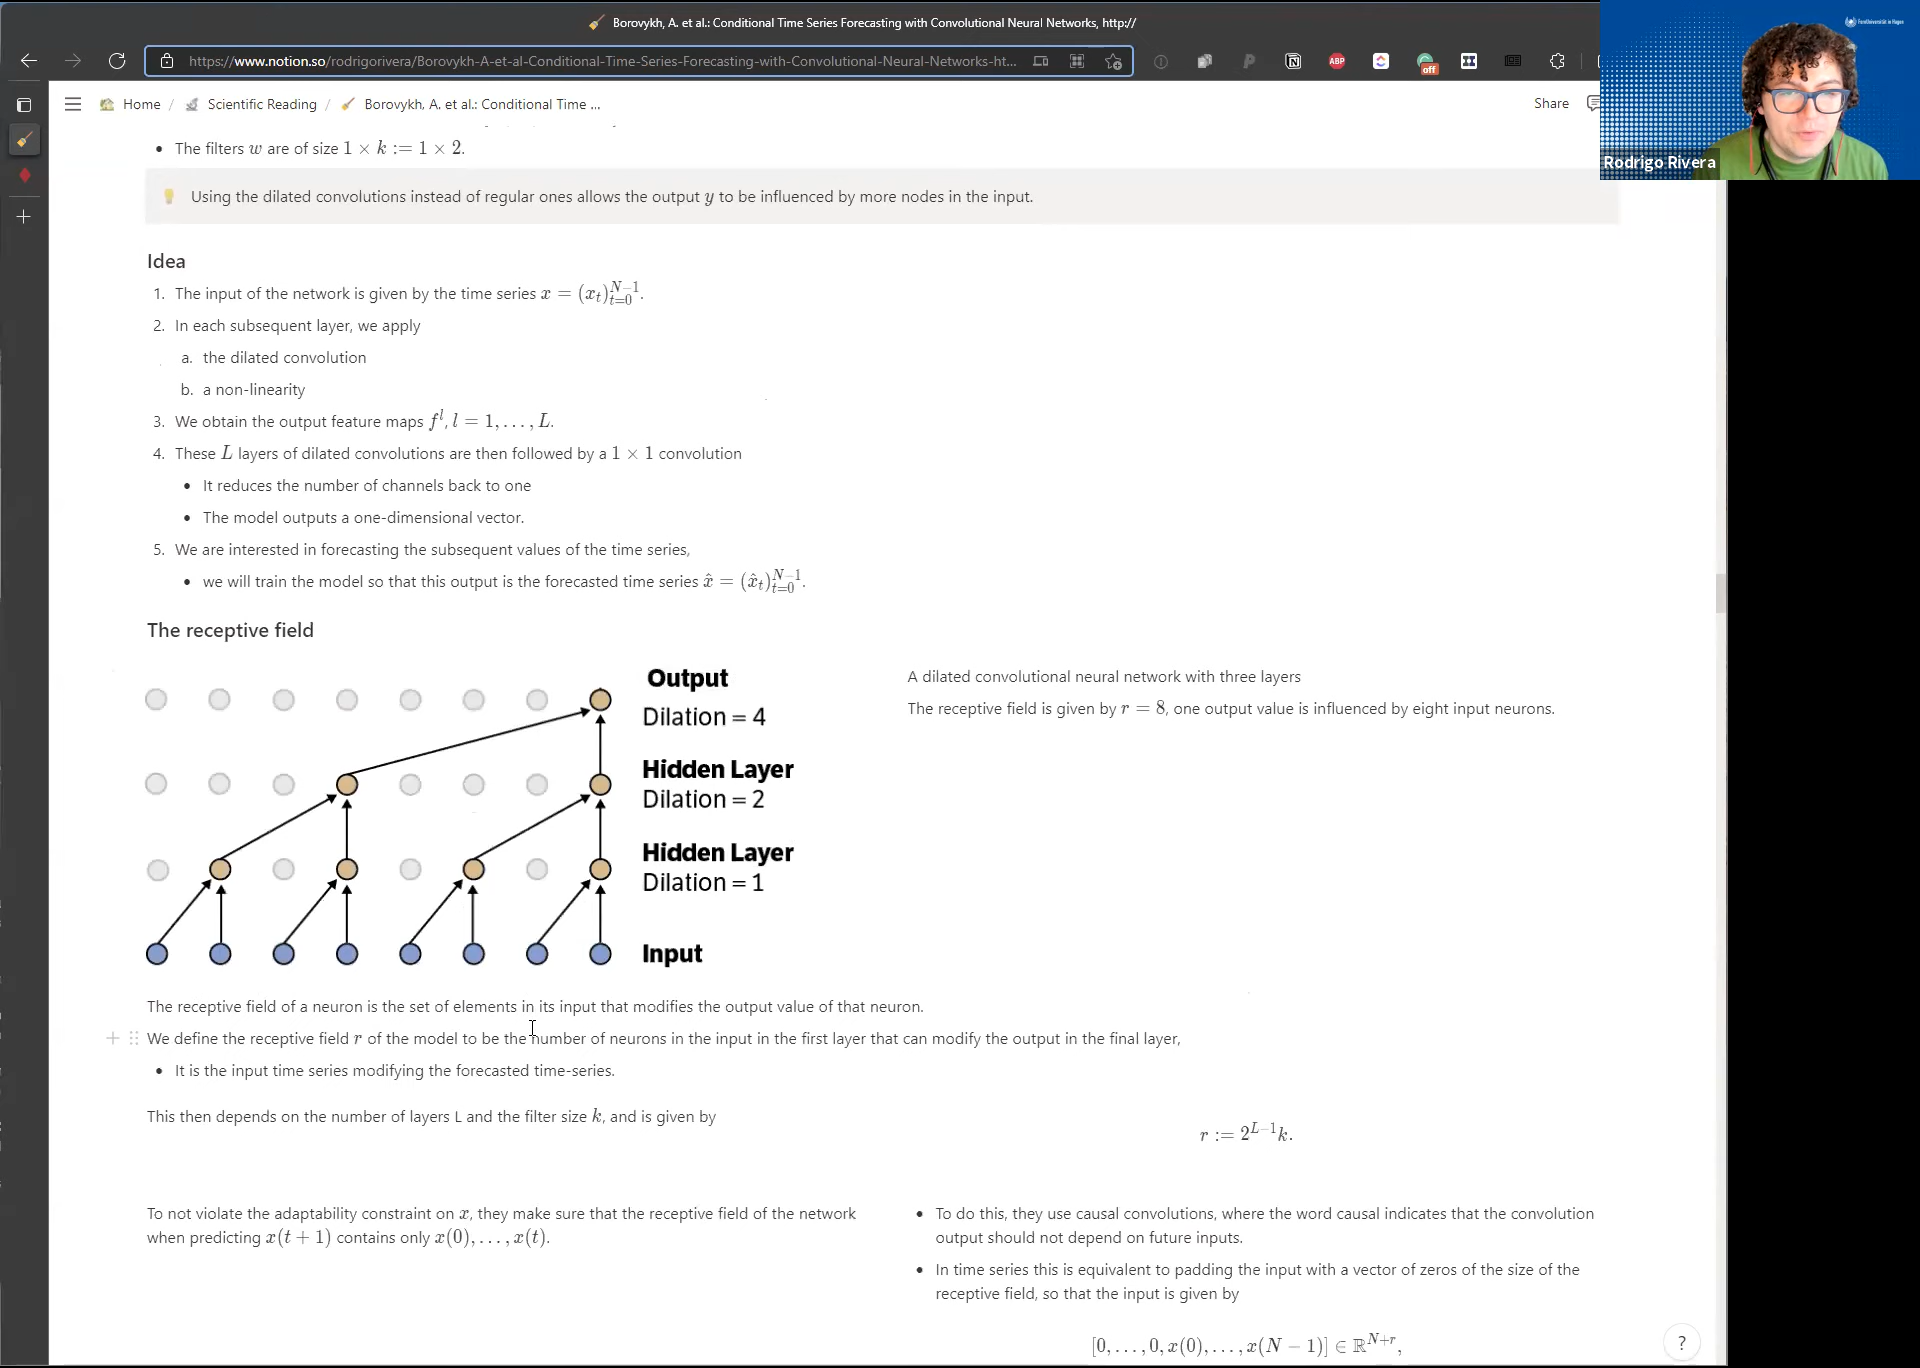 Borovykh, A. et al.: Conditional Time Series Forecasting with Convolutional Neural Networks, http://
https://www.notion.so/rodrigorivera/Borovykh-A-et-al-Conditional-Time-Series-Forecasting-with-Convolutional-Neural-Networks-ht...
ABP
off
Home / Scientific Reading / Borovykh, A. et al.: Conditional Time ...
Share
FernUniversität in Hagen
Rodrigo Rivera
• The filters w are of size 1 × k := 1 × 2.
Using the dilated convolutions instead of regular ones allows the output y to be influenced by more nodes in the input.
Idea
1. The input of the network is given by the time series x = (x_t)_{t=0}^{N−1}.
2. In each subsequent layer, we apply
a. the dilated convolution
b. a non-linearity
3. We obtain the output feature maps f^l, l = 1, . . . , L.
4. These L layers of dilated convolutions are then followed by a 1 × 1 convolution
• It reduces the number of channels back to one
• The model outputs a one-dimensional vector.
5. We are interested in forecasting the subsequent values of the time series,
• we will train the model so that this output is the forecasted time series x̂ = (x̂_t)_{t=0}^{N−1}.
The receptive field
Output
Dilation = 4
Hidden Layer
Dilation = 2
Hidden Layer
Dilation = 1
Input
A dilated convolutional neural network with three layers
The receptive field is given by r = 8, one output value is influenced by eight input neurons.
The receptive field of a neuron is the set of elements in its input that modifies the output value of that neuron.
We define the receptive field r of the model to be the number of neurons in the input in the first layer that can modify the output in the final layer,
• It is the input time series modifying the forecasted time-series.
This then depends on the number of layers L and the filter size k, and is given by
r := 2^{L−1}k.
To not violate the adaptability constraint on x, they make sure that the receptive field of the network
when predicting x(t + 1) contains only x(0), . . . , x(t).
• To do this, they use causal convolutions, where the word causal indicates that the convolution
output should not depend on future inputs.
• In time series this is equivalent to padding the input with a vector of zeros of the size of the
receptive field, so that the input is given by
[0, . . . , 0, x(0), . . . , x(N − 1)] ∈ ℝ^{N+r},
?